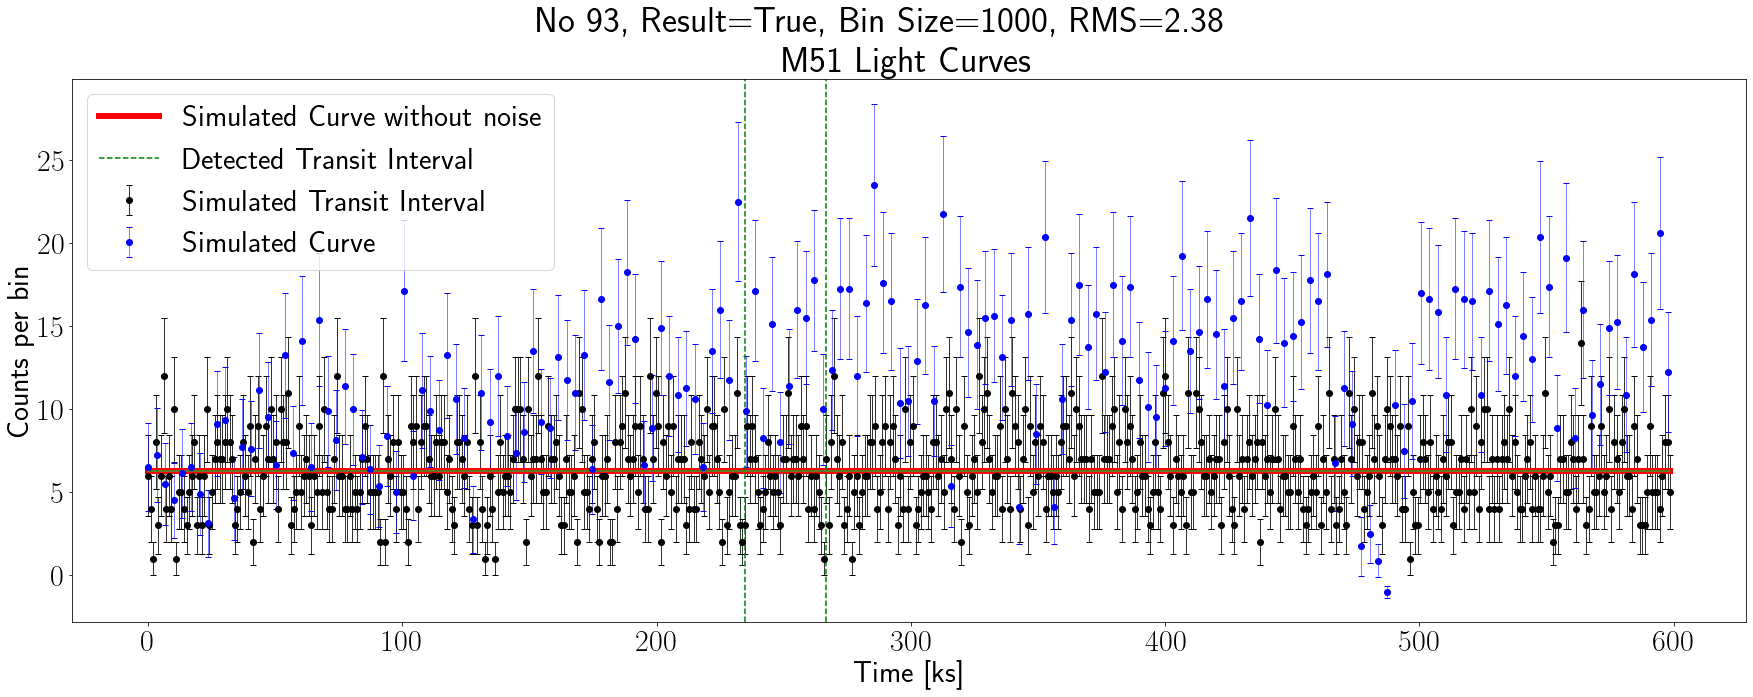 No 93, Result=True, Bin Size=1000, RMS=2.38
M51 Light Curves
Simulated Curve without noise
Detected Transit Interval
Simulated Transit Interval
Simulated Curve
Counts per bin
25
20
15
10
5
0
0 100 200 300 400 500 600
Time [ks]